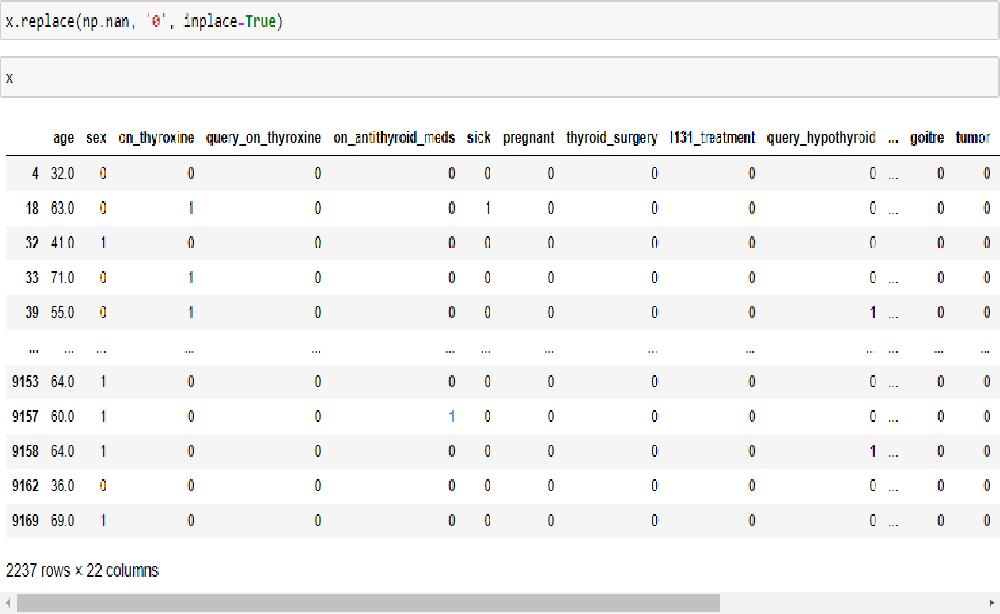 x.replace(np.nan, '0', inplace=True)
x
age sex on_thyroxine query_on_thyroxine on_antithyroid_meds sick pregnant thyroid_surgery I131_treatment query_hypothyroid ... goitre tumor
4 32.0 0 0 0 0 0 0 0 0 0 ... 0 0
18 63.0 0 1 0 0 1 0 0 0 0 ... 0 0
32 41.0 1 0 0 0 0 0 0 0 0 ... 0 0
33 71.0 0 1 0 0 0 0 0 0 0 ... 0 0
39 55.0 0 1 0 0 0 0 0 0 1 ... 0 0
... ... ... ... ... ... ... ... ... ... ... ... ... ...
9153 64.0 1 0 0 0 0 0 0 0 0 ... 0 0
9157 60.0 1 0 0 1 0 0 0 0 0 ... 0 0
9158 64.0 1 0 0 0 0 0 0 0 1 ... 0 0
9162 36.0 0 0 0 0 0 0 0 0 0 ... 0 0
9169 69.0 1 0 0 0 0 0 0 0 0 ... 0 0
2237 rows × 22 columns